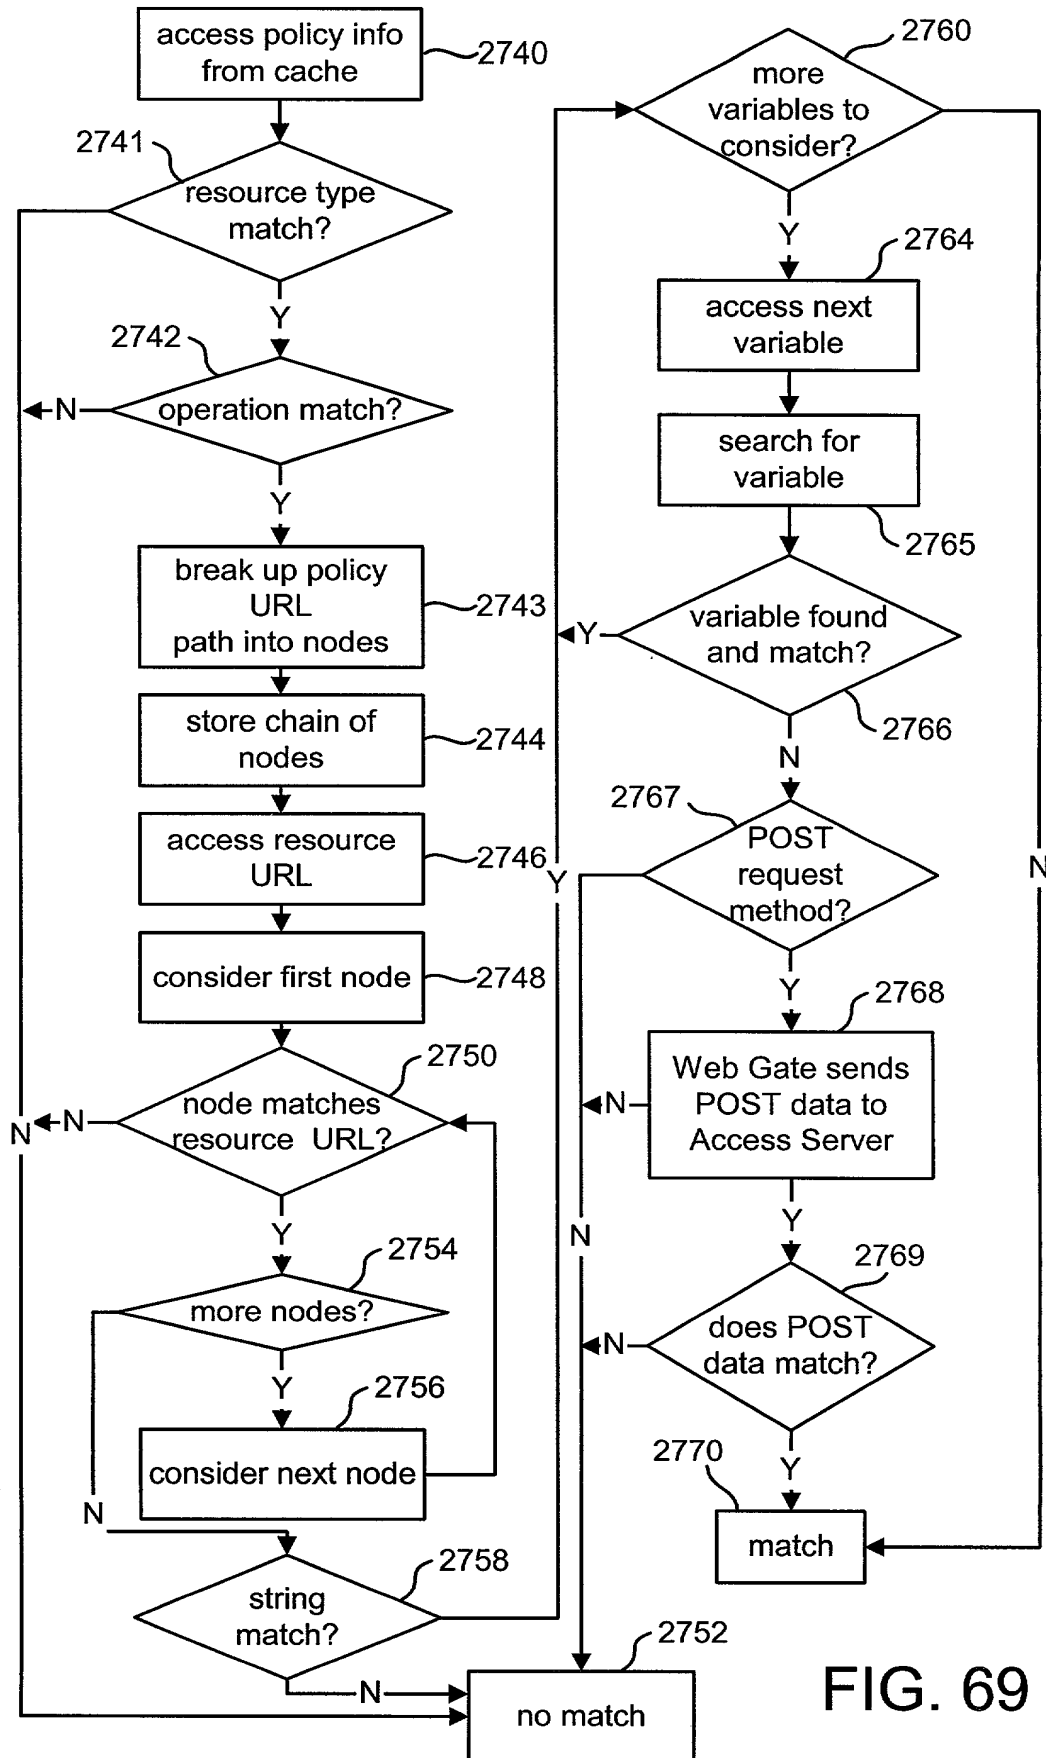 access policy info
from cache
2740
2741
resource type
match?
Y
2742
operation match?
N
Y
break up policy
URL
path into nodes
2743
store chain of
nodes
2744
access resource
URL
2746
consider first node
2748
2750
node matches
resource URL?
N
N
Y
2754
more nodes?
Y
2756
consider next node
N
2758
string
match?
N
Y
2760
more
variables to
consider?
Y
N
2764
access next
variable
search for
variable
2765
variable found
and match?
Y
2766
N
2767
POST
request
method?
Y
2768
Web Gate sends
POST data to
Access Server
N
N
Y
2769
does POST
data match?
N
Y
2770
match
2752
no match
FIG. 69